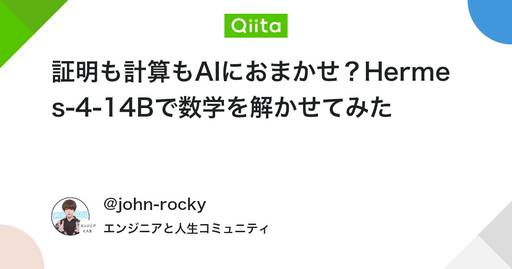 Qiita
証明も計算もAIにおまかせ？Herme
s-4-14Bで数学を解かせてみた
@john-rocky
エンジニアと人生コミュニティ